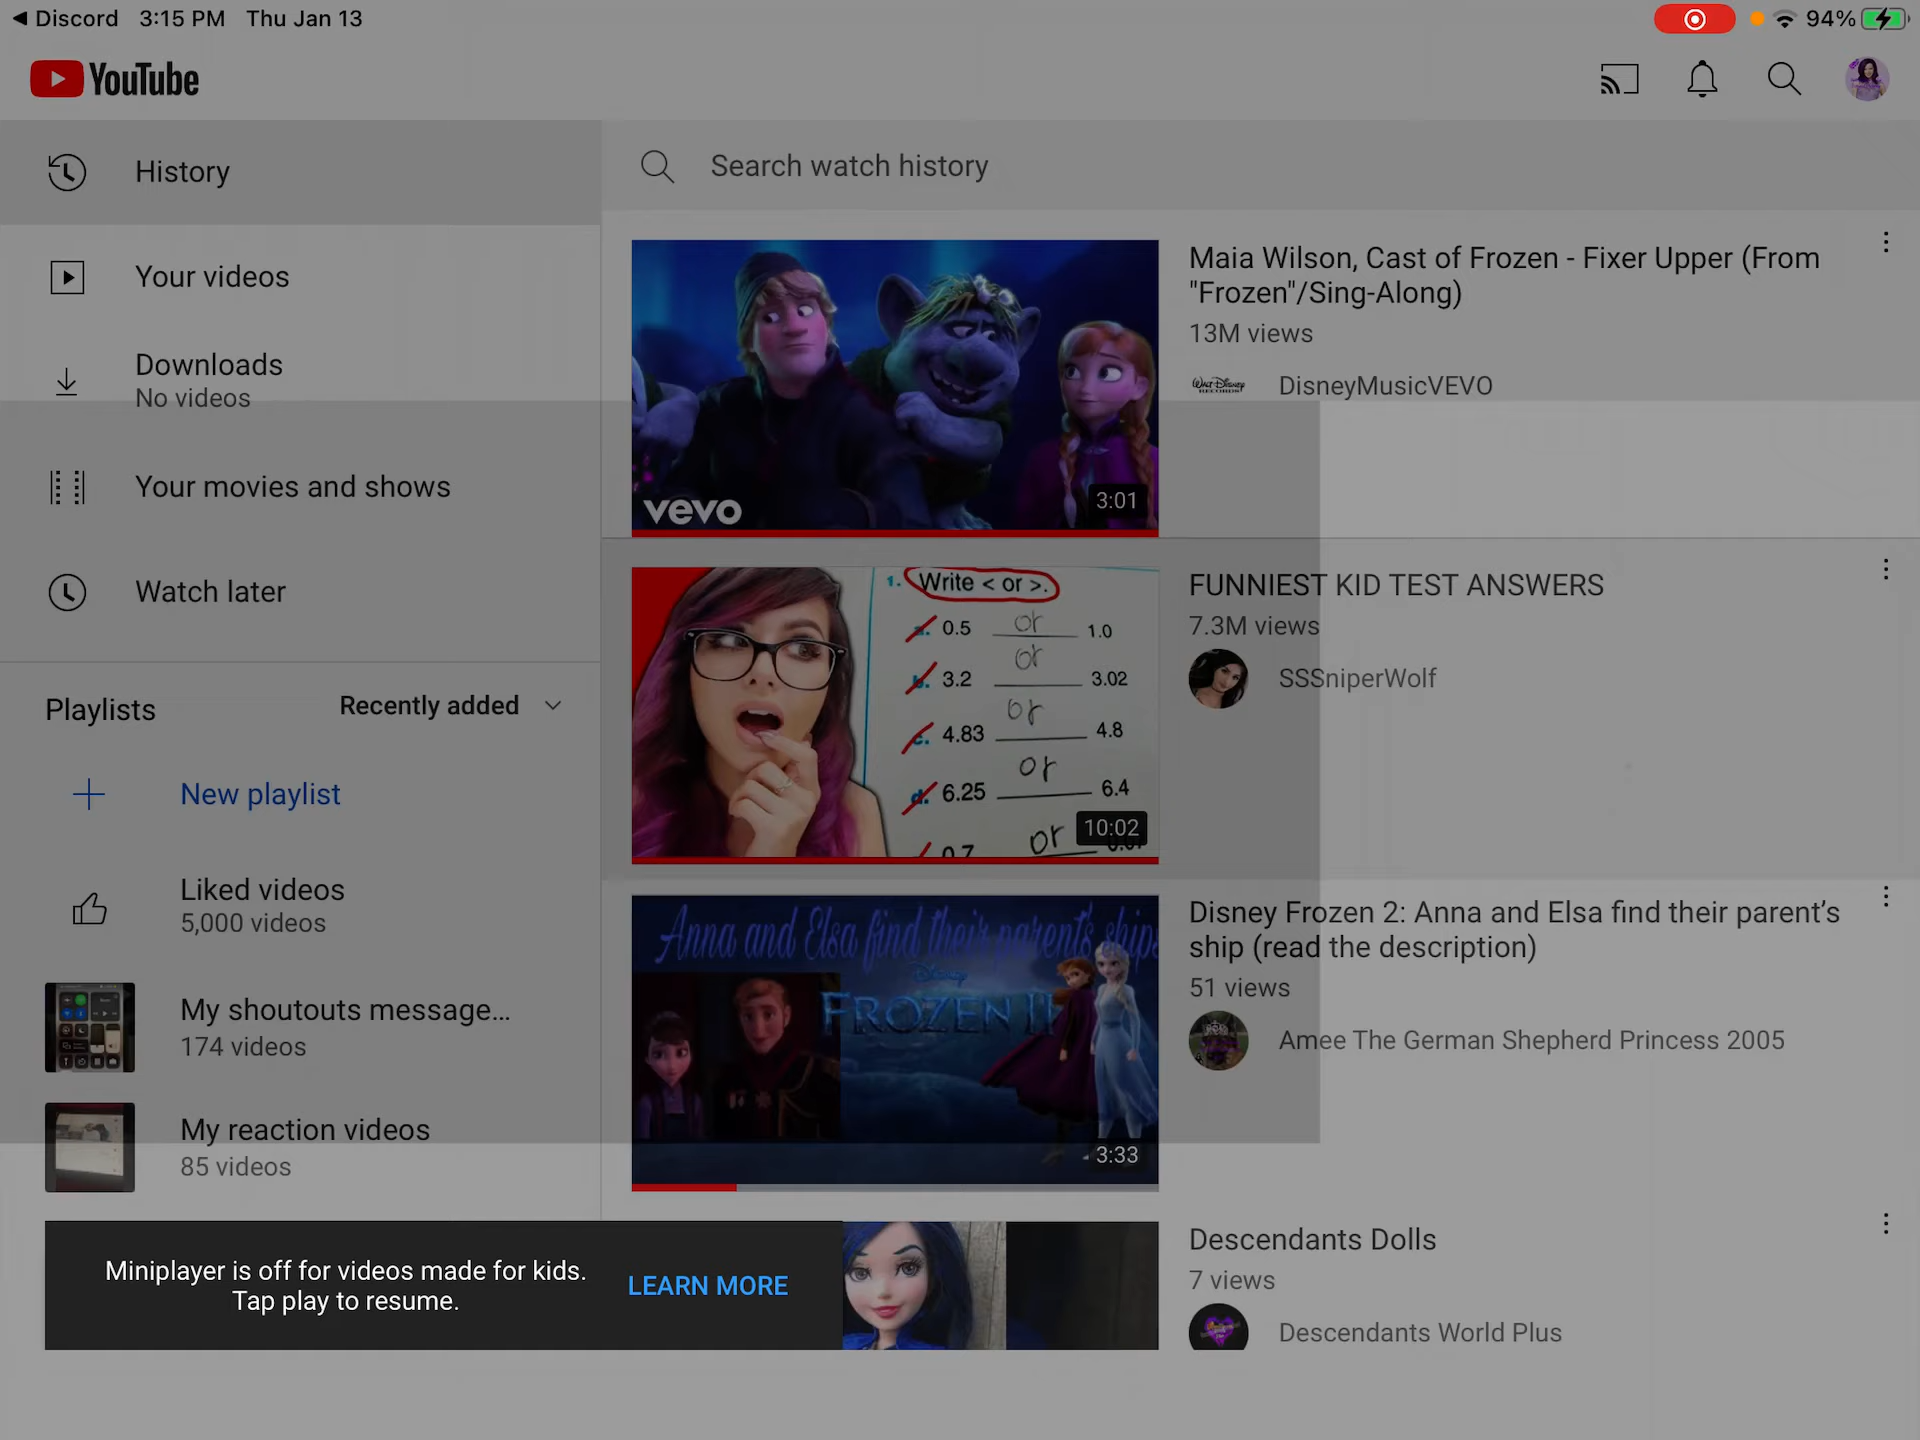 Discord 3:15 PM Thu Jan 13
94%
YouTube
History
Your videos
Downloads
No videos
Your movies and shows
Watch later
Playlists
Recently added
New playlist
Liked videos
5,000 videos
My shoutouts message...
174 videos
My reaction videos
85 videos
Miniplayer is off for videos made for kids.
Tap play to resume.
LEARN MORE
Search watch history
vevo
3:01
Maia Wilson, Cast of Frozen - Fixer Upper (From
"Frozen"/Sing-Along)
13M views
WALT DISNEY
RECORDS
DisneyMusicVEVO
1. Write < or >.
a. 0.5 or 1.0
b. 3.2 or 3.02
c. 4.83 or 4.8
d. 6.25 or 6.4
0.7 or
10:02
FUNNIEST KID TEST ANSWERS
7.3M views
SSSniperWolf
Anna and Elsa find their parent's ship
Disney
FROZEN II
3:33
Disney Frozen 2: Anna and Elsa find their parent’s
ship (read the description)
51 views
Amee The German Shepherd Princess 2005
Descendants Dolls
7 views
Descendants World Plus